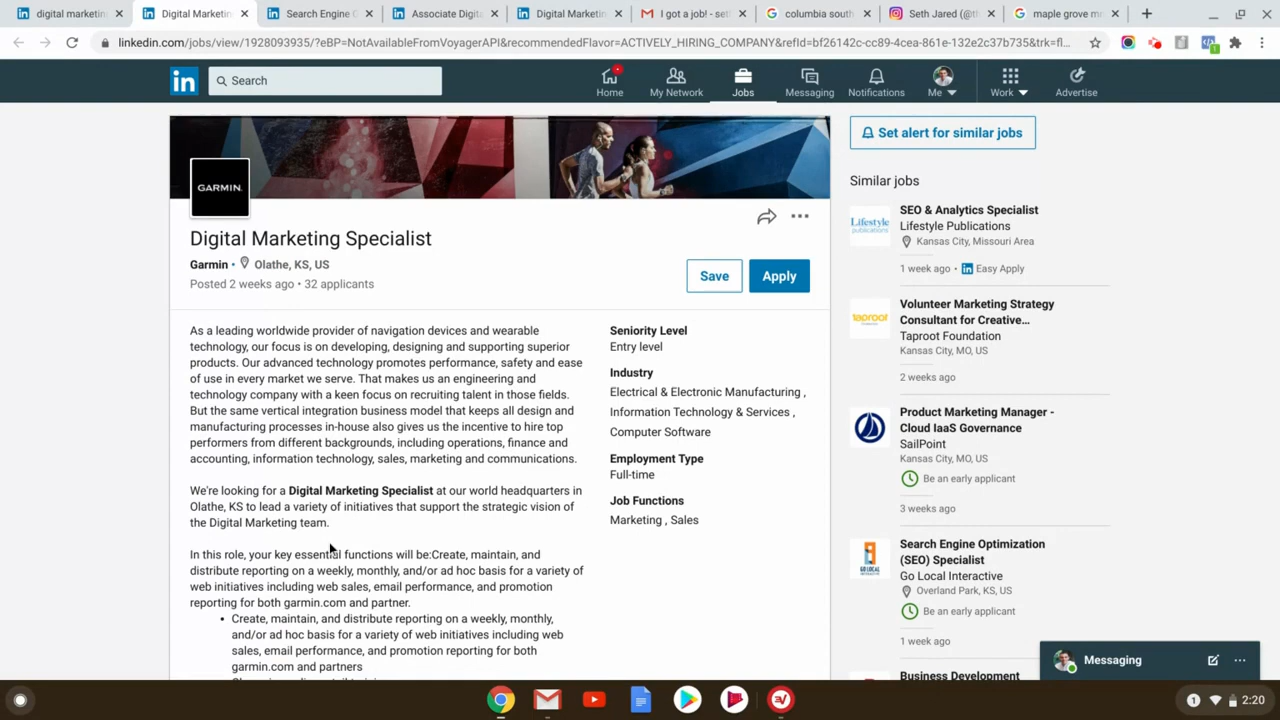 digital marketin
Digital Marketin
Search Engine O
Associate Digita
Digital Marketin
I got a job! - set
columbia south
Seth Jared (@th
maple grove mn
linkedin.com/jobs/view/1928093935/?eBP=NotAvailableFromVoyagerAPI&recommendedFlavor=ACTIVELY_HIRING_COMPANY&refId=bf26142c-cc89-4cea-861e-132e2c37b735&trk=fl...
in
Search
Home
My Network
Jobs
Messaging
Notifications
Me
Work
Advertise
GARMIN.
Digital Marketing Specialist
Garmin • Olathe, KS, US
Posted 2 weeks ago • 32 applicants
Save
Apply
As a leading worldwide provider of navigation devices and wearable
technology, our focus is on developing, designing and supporting superior
products. Our advanced technology promotes performance, safety and ease
of use in every market we serve. That makes us an engineering and
technology company with a keen focus on recruiting talent in those fields.
But the same vertical integration business model that keeps all design and
manufacturing processes in-house also gives us the incentive to hire top
performers from different backgrounds, including operations, finance and
accounting, information technology, sales, marketing and communications.
We're looking for a Digital Marketing Specialist at our world headquarters in
Olathe, KS to lead a variety of initiatives that support the strategic vision of
the Digital Marketing team.
In this role, your key essential functions will be:Create, maintain, and
distribute reporting on a weekly, monthly, and/or ad hoc basis for a variety of
web initiatives including web sales, email performance, and promotion
reporting for both garmin.com and partner.
• Create, maintain, and distribute reporting on a weekly, monthly,
and/or ad hoc basis for a variety of web initiatives including web
sales, email performance, and promotion reporting for both
garmin.com and partners
Seniority Level
Entry level
Industry
Electrical & Electronic Manufacturing ,
Information Technology & Services ,
Computer Software
Employment Type
Full-time
Job Functions
Marketing , Sales
Set alert for similar jobs
Similar jobs
Lifestyle
publications
SEO & Analytics Specialist
Lifestyle Publications
Kansas City, Missouri Area
1 week ago • in Easy Apply
taproot
Volunteer Marketing Strategy
Consultant for Creative...
Taproot Foundation
Kansas City, MO, US
2 weeks ago
Product Marketing Manager -
Cloud IaaS Governance
SailPoint
Kansas City, MO, US
Be an early applicant
3 weeks ago
GO LOCAL
Search Engine Optimization
(SEO) Specialist
Go Local Interactive
Overland Park, KS, US
Be an early applicant
1 week ago
Business Development
Messaging
1
2:20